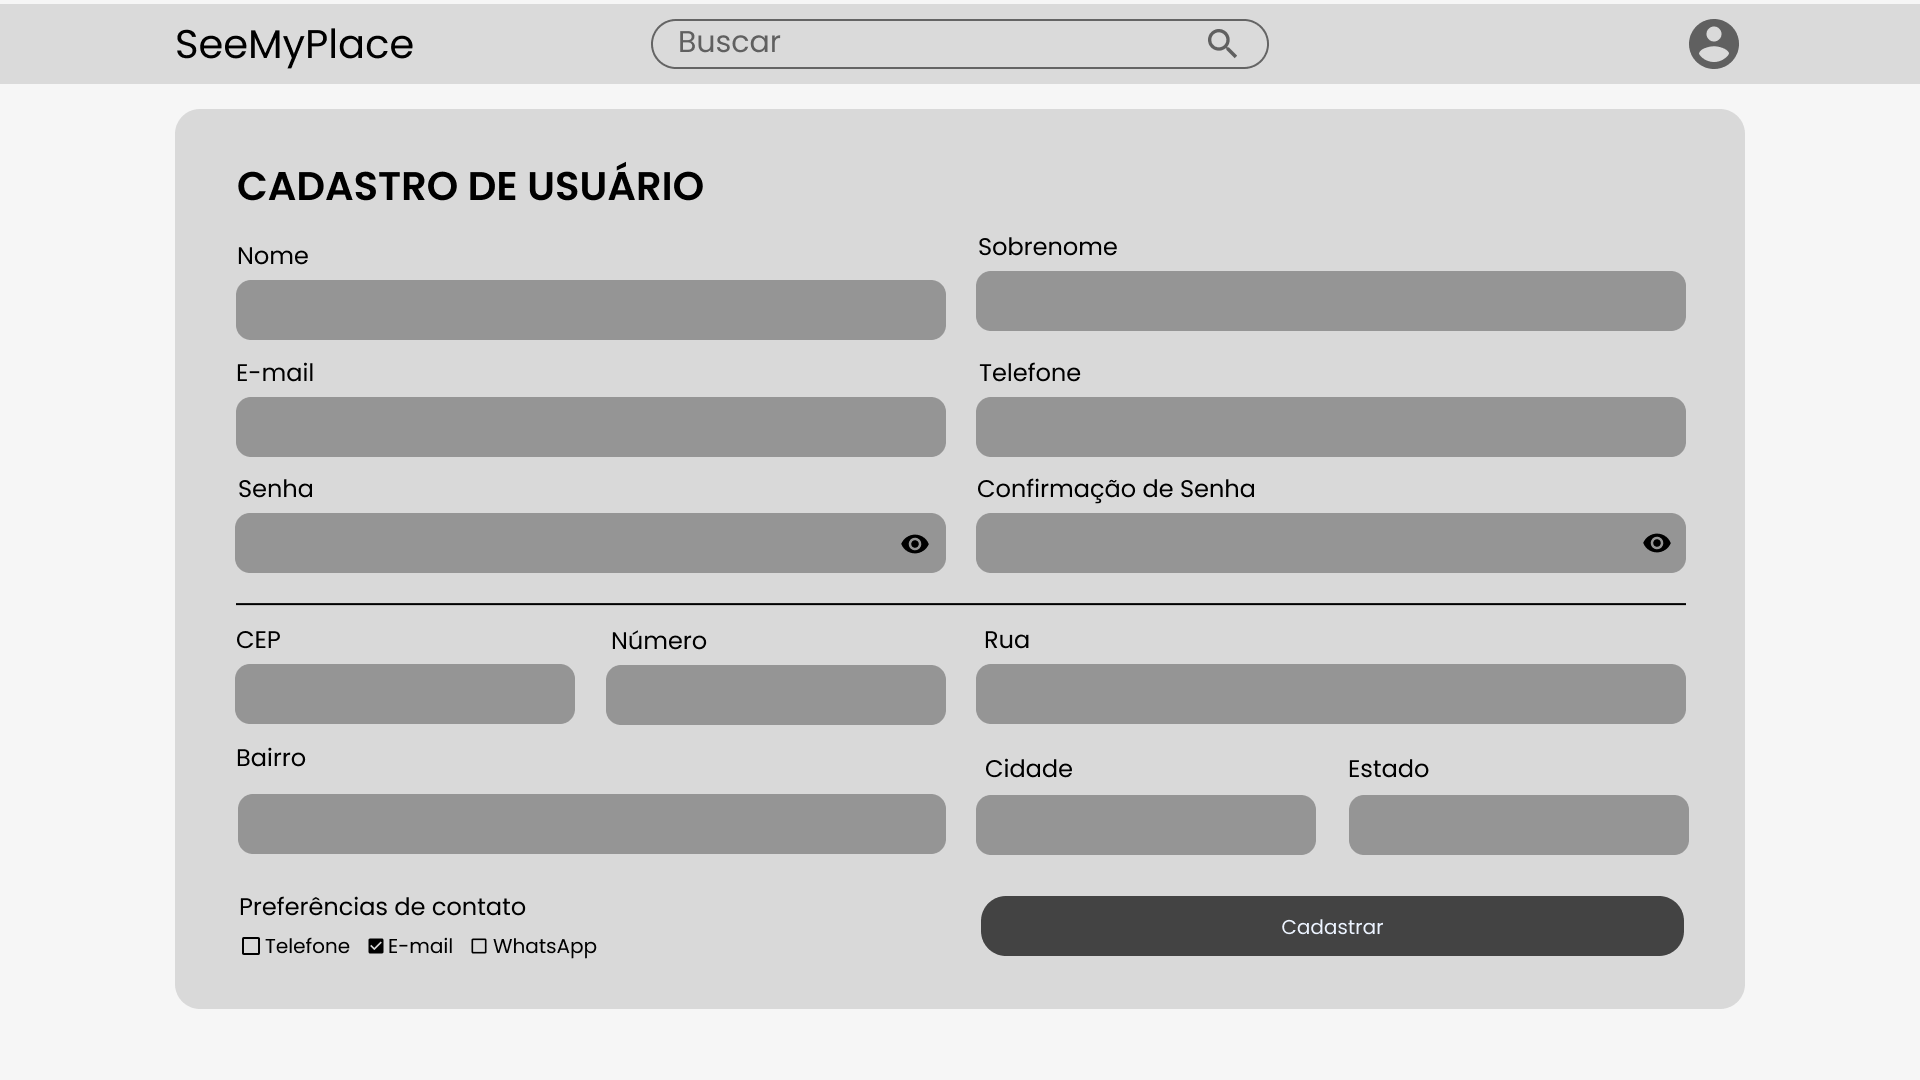 SeeMyPlace
Buscar
CADASTRO DE USUÁRIO
Nome
Sobrenome
E-mail
Telefone
Senha
Confirmação de Senha
CEP
Número
Rua
Bairro
Cidade
Estado
Preferências de contato
Telefone E-mail WhatsApp
Cadastrar